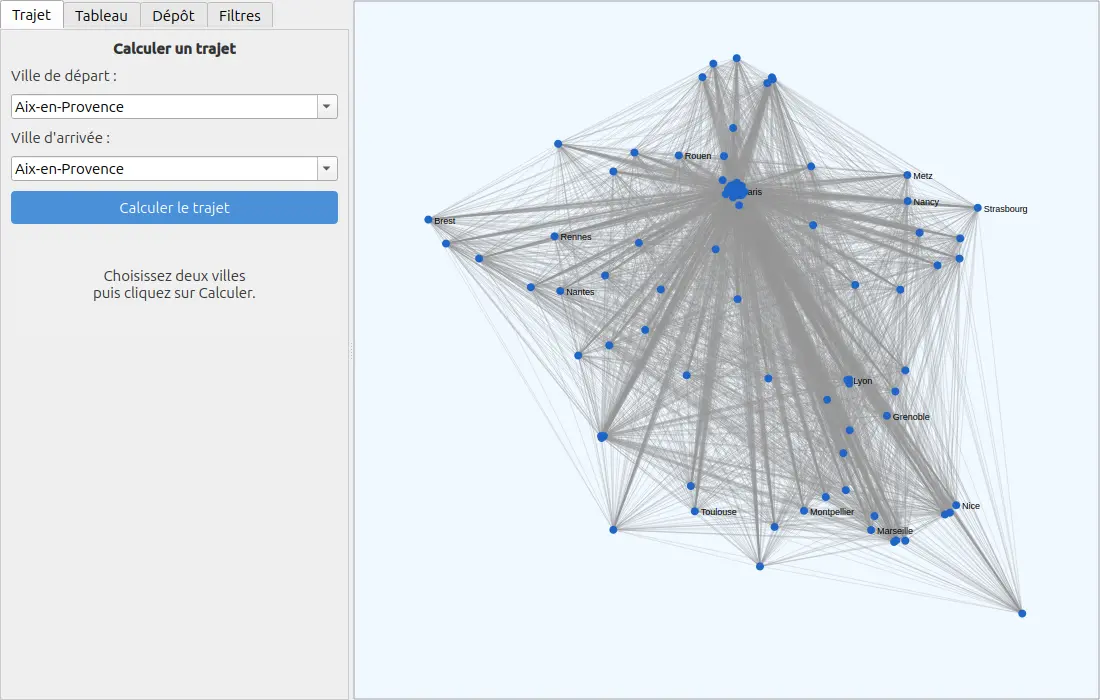 Trajet
Tableau
Dépôt
Filtres
Calculer un trajet
Ville de départ :
Aix-en-Provence
Ville d'arrivée :
Aix-en-Provence
Calculer le trajet
Choisissez deux villes
puis cliquez sur Calculer.
Rouen
Metz
aris
Nancy
Strasbourg
Brest
Rennes
Nantes
Lyon
Grenoble
Nice
Toulouse
Montpellier
Marseille